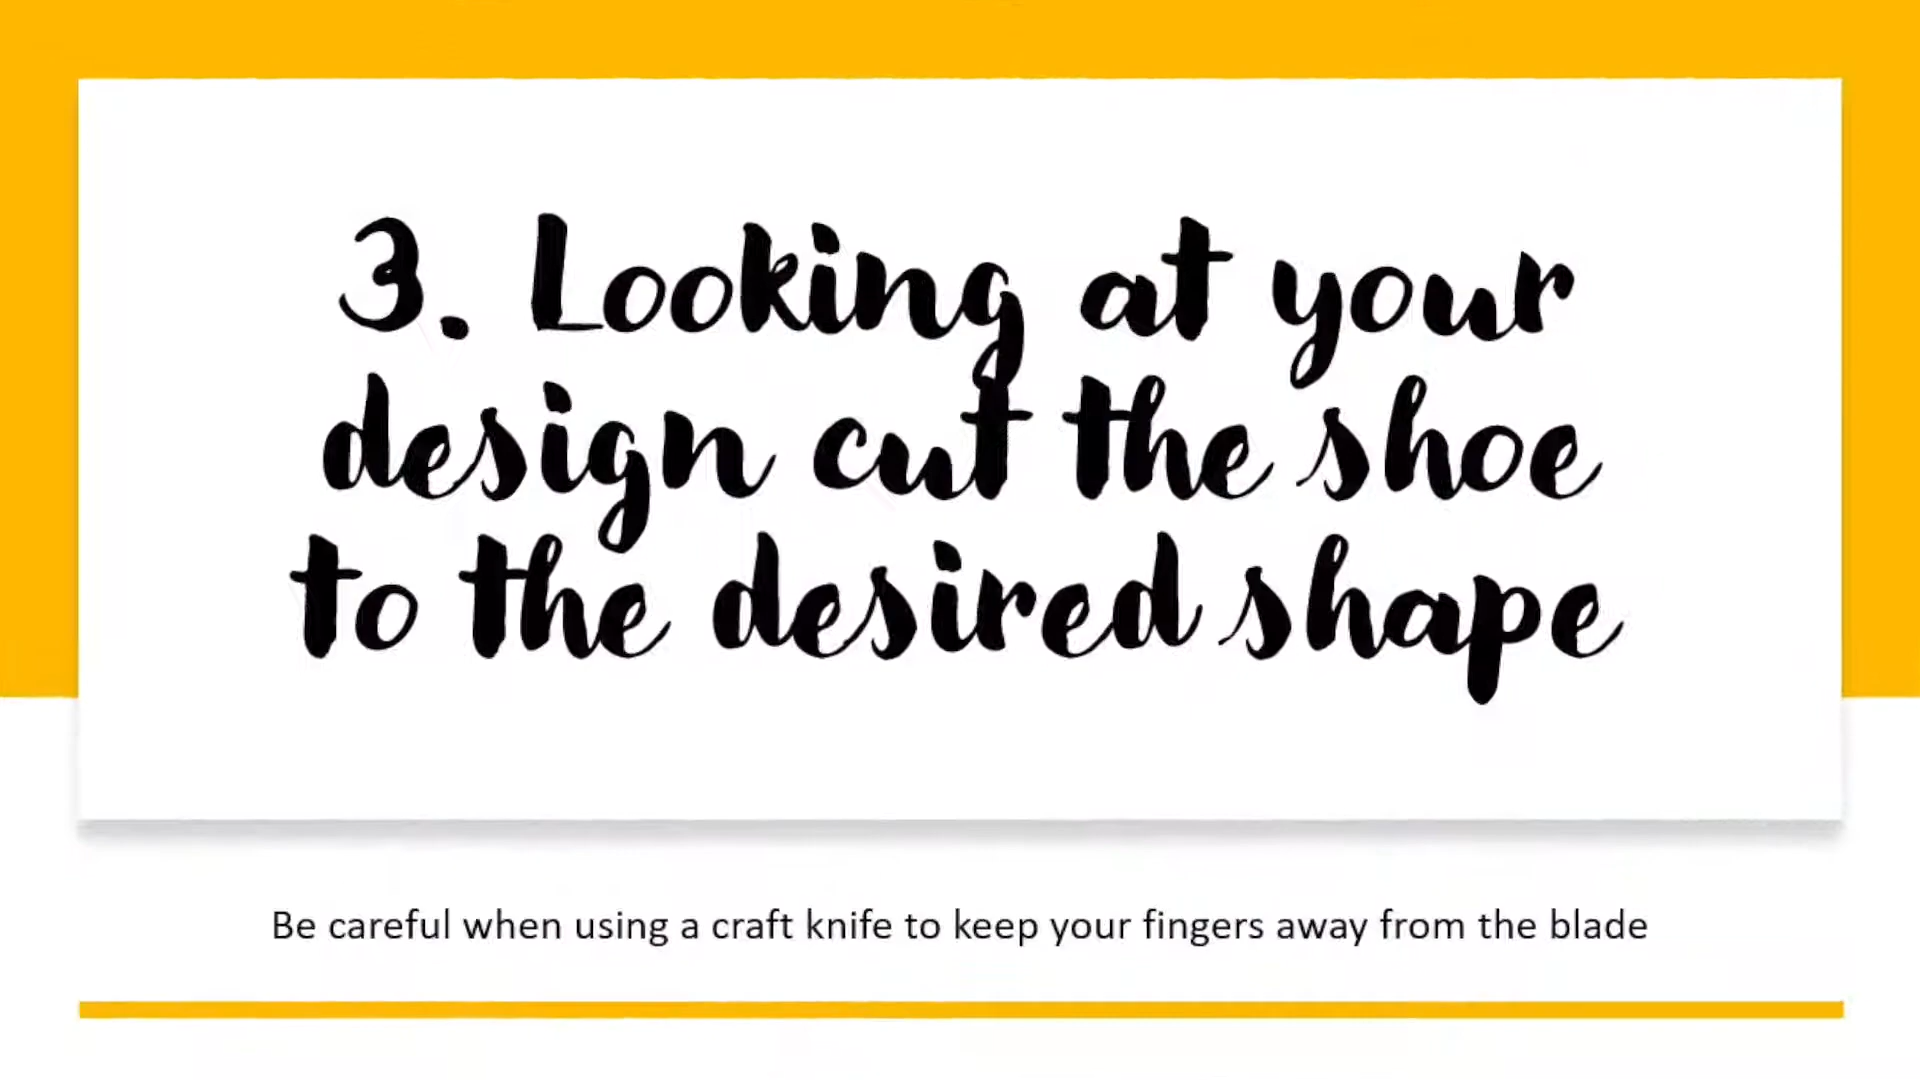 3. Looking at your
design cut the shoe
to the desired shape
Be careful when using a craft knife to keep your fingers away from the blade